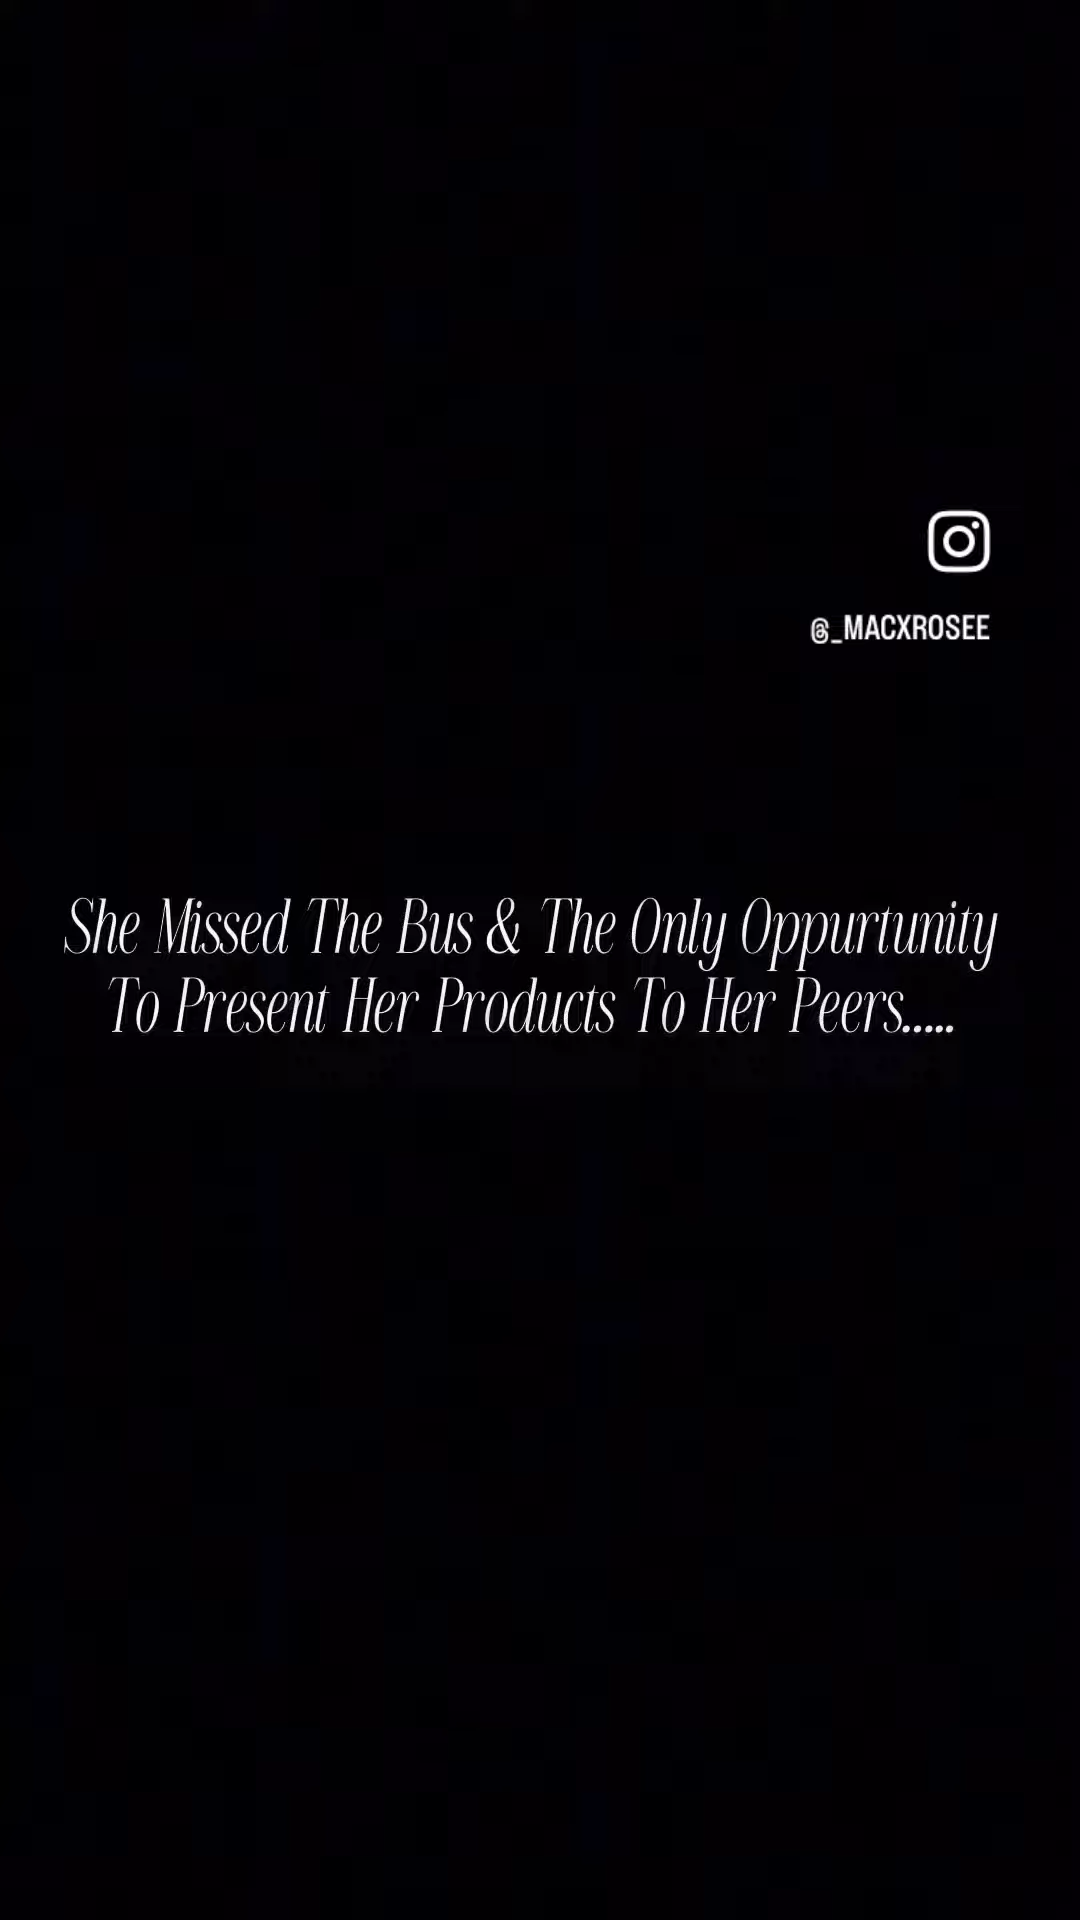 @_MACXROSEE
She Missed The Bus & The Only Oppurtunity
To Present Her Products To Her Peers.....